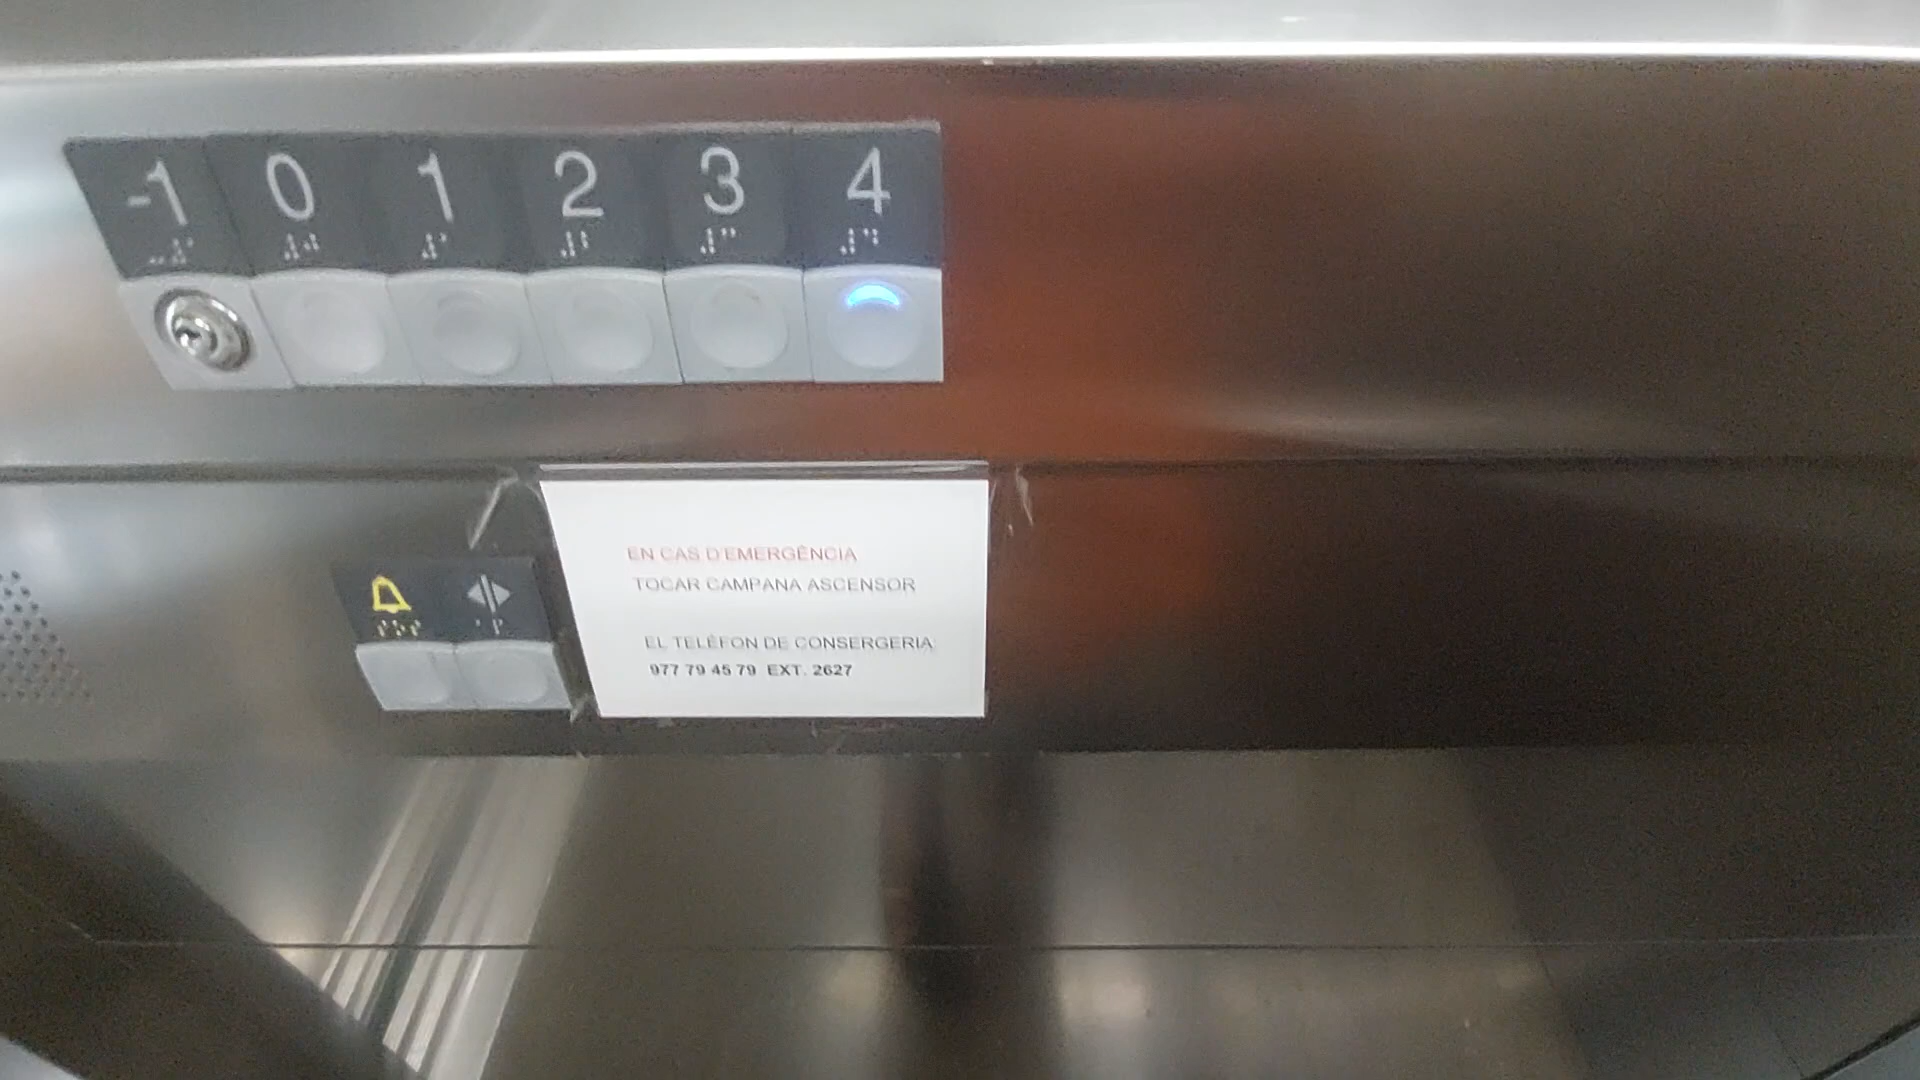 -1 0 1 2 3 4
EN CAS D'EMERGÈNCIA
TOCAR CAMPANA ASCENSOR
EL TELÈFON DE CONSERGERIA:
977 79 45 79 EXT. 2627